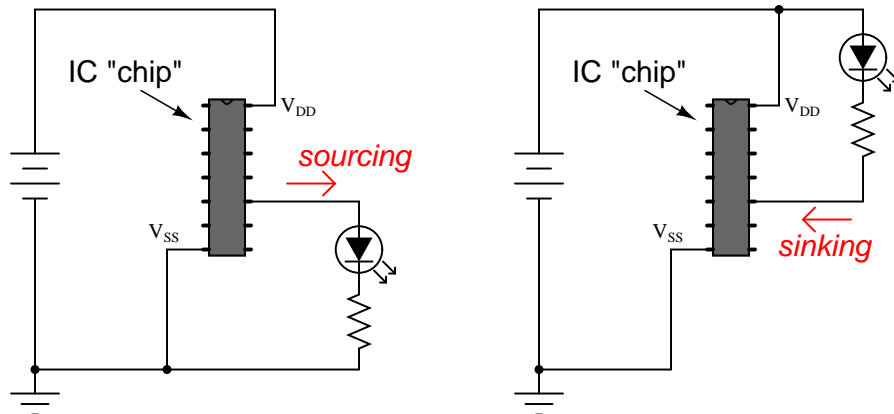 IC "chip"
VDD
sourcing
VSS
IC "chip"
VDD
VSS
sinking